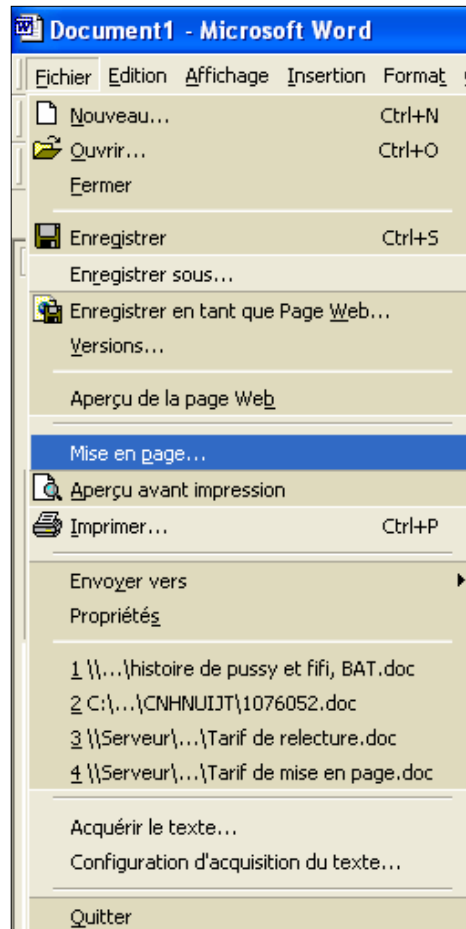 Document1 - Microsoft Word
Fichier Edition Affichage Insertion Format
Nouveau... Ctrl+N
Ouvrir... Ctrl+O
Fermer
Enregistrer Ctrl+S
Enregistrer sous...
Enregistrer en tant que Page Web...
Versions...
Aperçu de la page Web
Mise en page...
Aperçu avant impression
Imprimer... Ctrl+P
Envoyer vers
Propriétés
1 \\...\histoire de pussy et fifi, BAT.doc
2 C:\...\CNHNUIJT\1076052.doc
3 \\Serveur\...\Tarif de relecture.doc
4 \\Serveur\...\Tarif de mise en page.doc
Acquérir le texte...
Configuration d'acquisition du texte...
Quitter